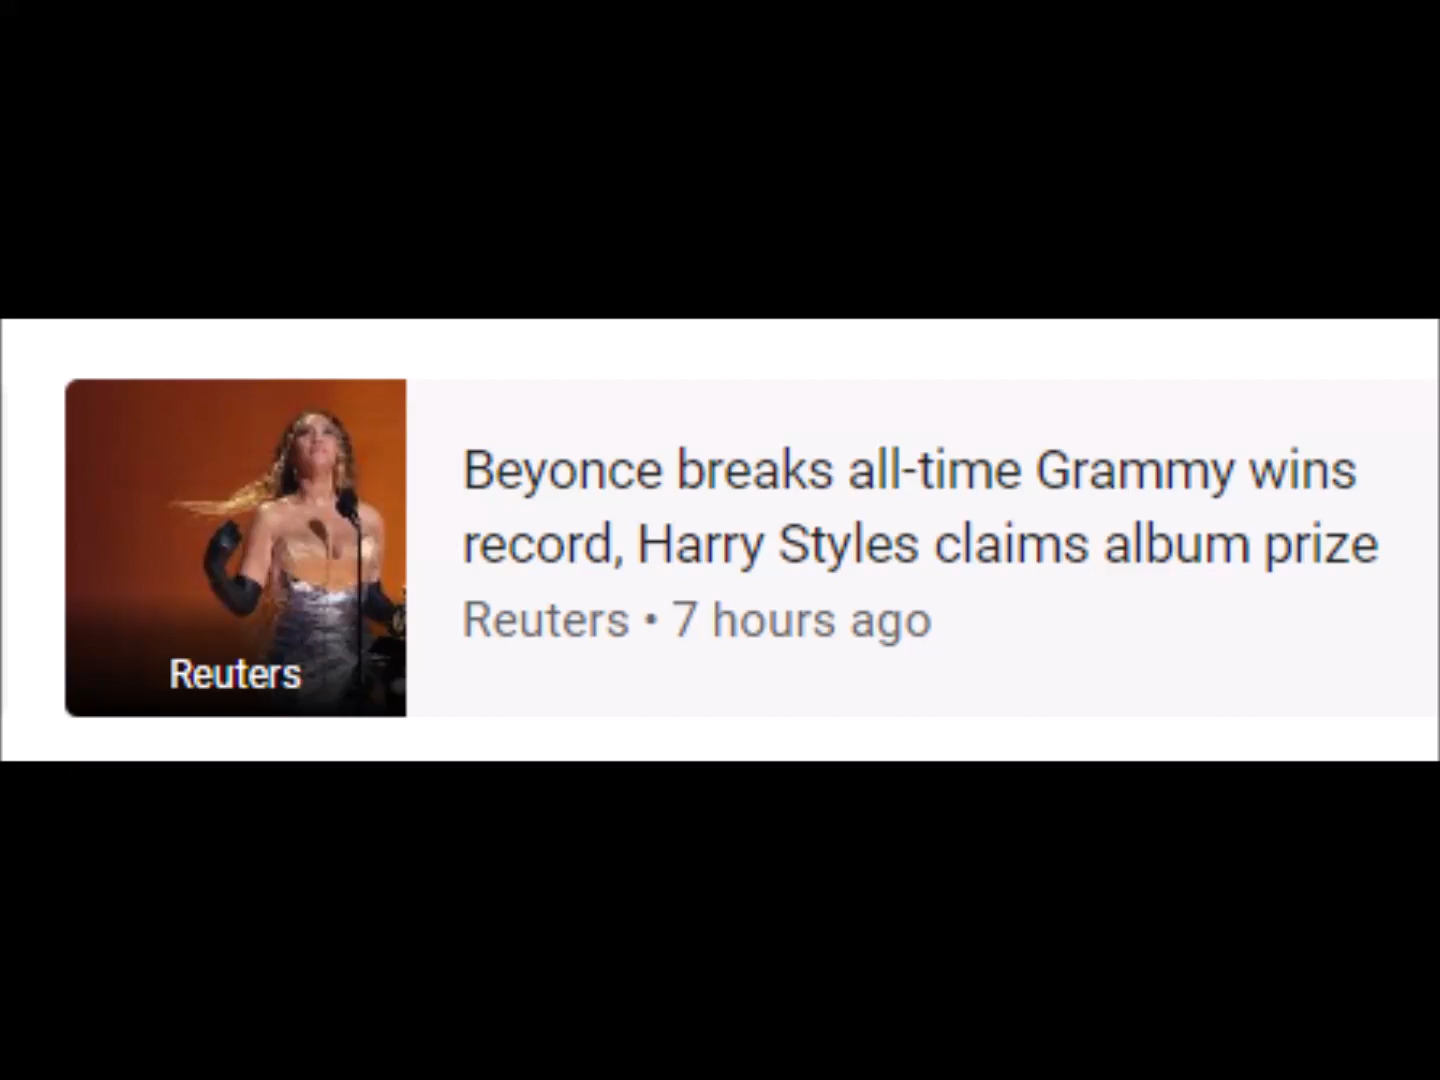 Beyonce breaks all-time Grammy wins
record, Harry Styles claims album prize
Reuters • 7 hours ago
Reuters